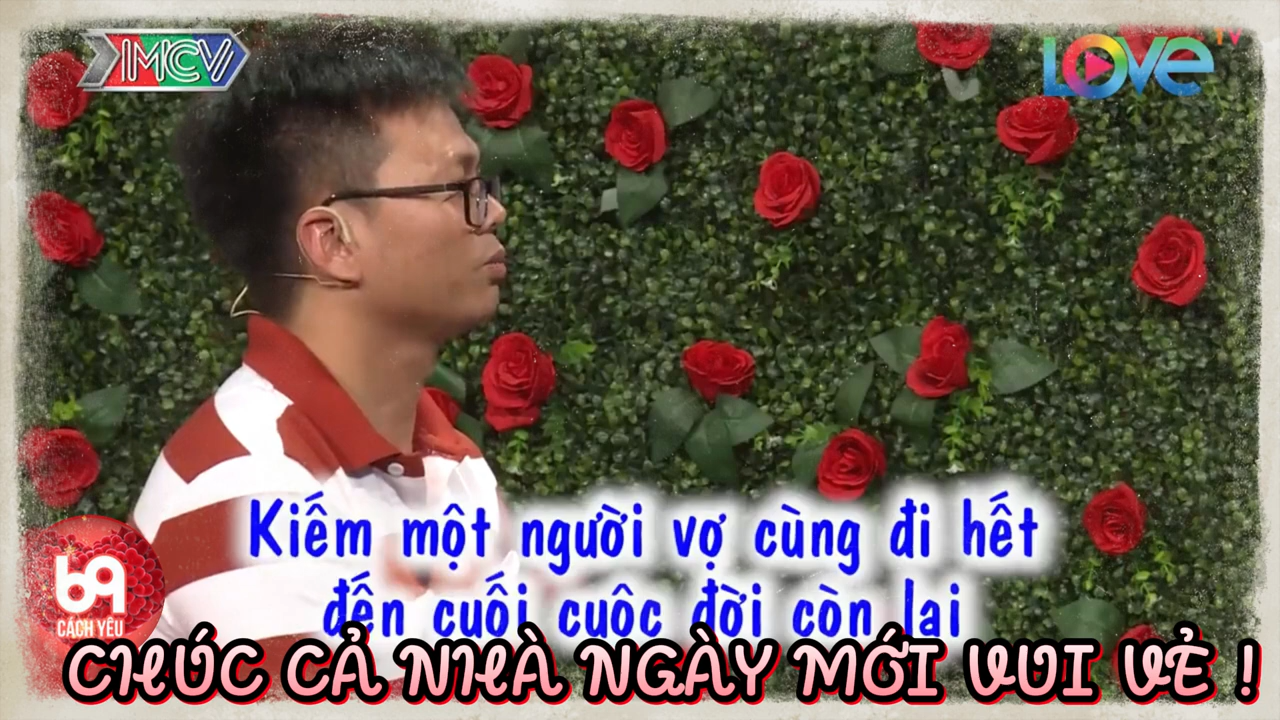 MCV
LOVE TV
Kiếm một người vợ cùng đi hết
đến cuối cuộc đời còn lại
69
CÁCH YÊU
CHÚC CẢ NHÀ NGÀY MỚI VUI VẺ !